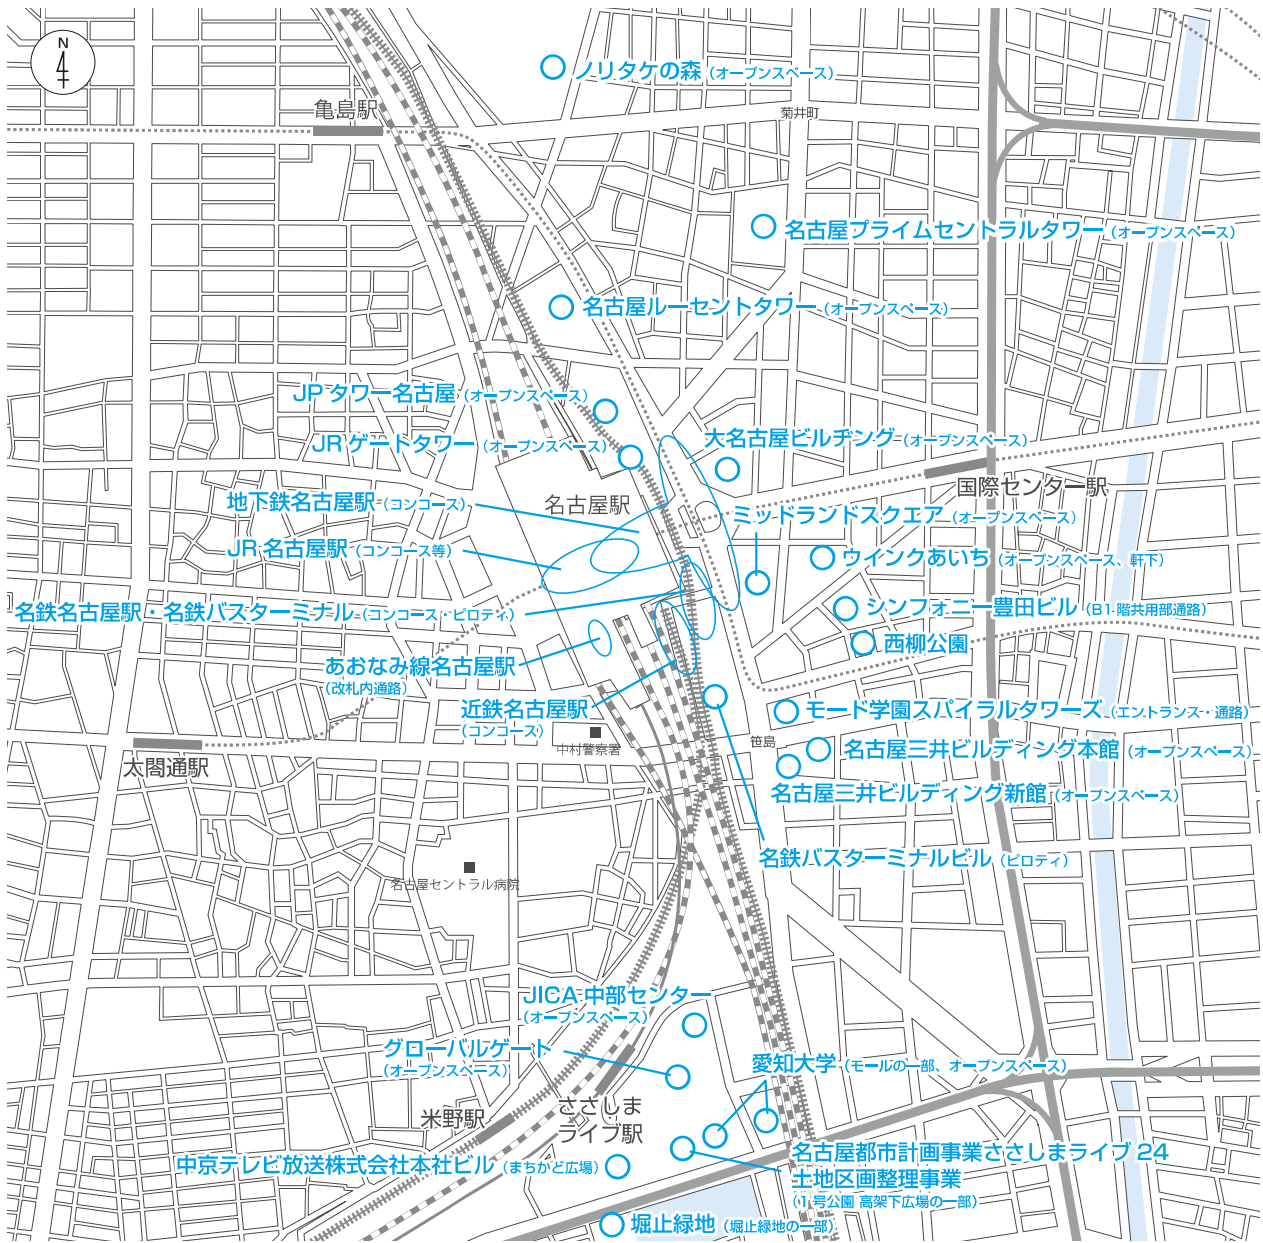 N
ノリタケの森（オープンスペース）
亀島駅
菊井町
名古屋プライムセントラルタワー（オープンスペース）
名古屋ルーセントタワー（オープンスペース）
JPタワー名古屋（オープンスペース）
JRゲートタワー（オープンスペース）
大名古屋ビルヂング（オープンスペース）
国際センター駅
地下鉄名古屋駅（コンコース）
名古屋駅
ミッドランドスクエア（オープンスペース）
JR名古屋駅（コンコース等）
ウインクあいち（オープンスペース、軒下）
名鉄名古屋駅・名鉄バスターミナル（コンコース・ピロティ）
シンフォニー豊田ビル（B1階共用部通路）
西柳公園
あおなみ線名古屋駅
（改札内通路）
近鉄名古屋駅
（コンコース）
モード学園スパイラルタワーズ（エントランス・通路）
中村警察署
笹島
名古屋三井ビルディング本館（オープンスペース）
太閤通駅
名古屋三井ビルディング新館（オープンスペース）
名鉄バスターミナルビル（ピロティ）
名古屋セントラル病院
JICA中部センター
（オープンスペース）
グローバルゲート
（オープンスペース）
愛知大学（モールの一部、オープンスペース）
米野駅
ささしま
ライブ駅
中京テレビ放送株式会社本社ビル（まちかど広場）
名古屋都市計画事業ささしまライブ24
土地区画整理事業
（1号公園 高架下広場の一部）
堀止緑地（堀止緑地の一部）